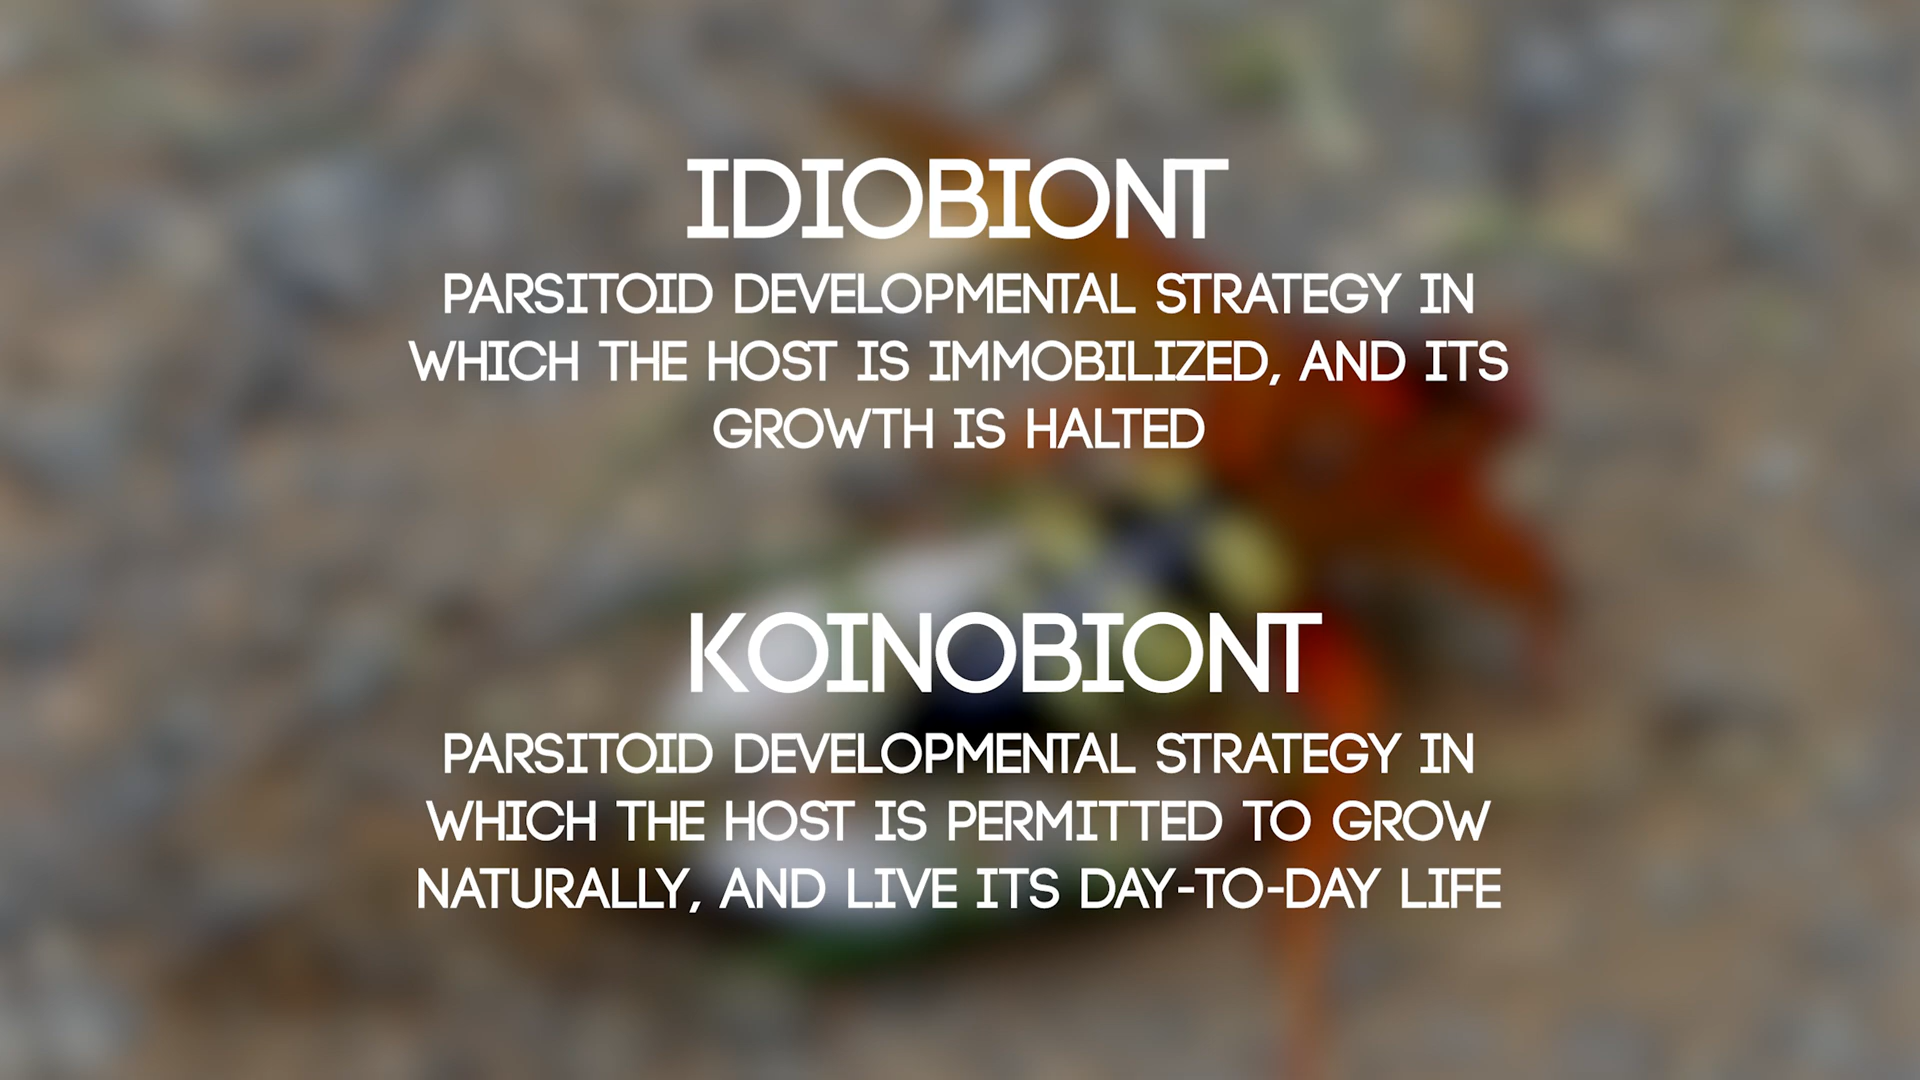 IDIOBIONT
PARSITOID DEVELOPMENTAL STRATEGY IN
WHICH THE HOST IS IMMOBILIZED, AND ITS
GROWTH IS HALTED
KOINOBIONT
PARSITOID DEVELOPMENTAL STRATEGY IN
WHICH THE HOST IS PERMITTED TO GROW
NATURALLY, AND LIVE ITS DAY-TO-DAY LIFE